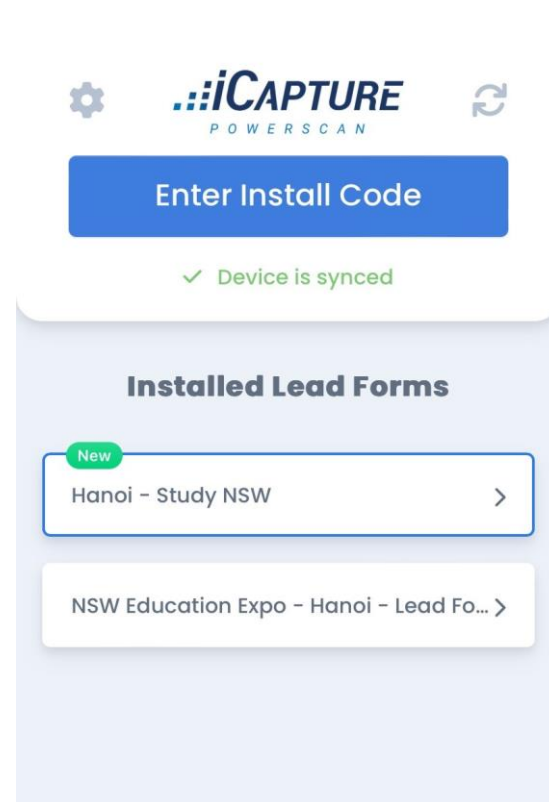 iCAPTURE
POWERSCAN
Enter Install Code
Device is synced
Installed Lead Forms
New
Hanoi - Study NSW
NSW Education Expo - Hanoi - Lead Fo...